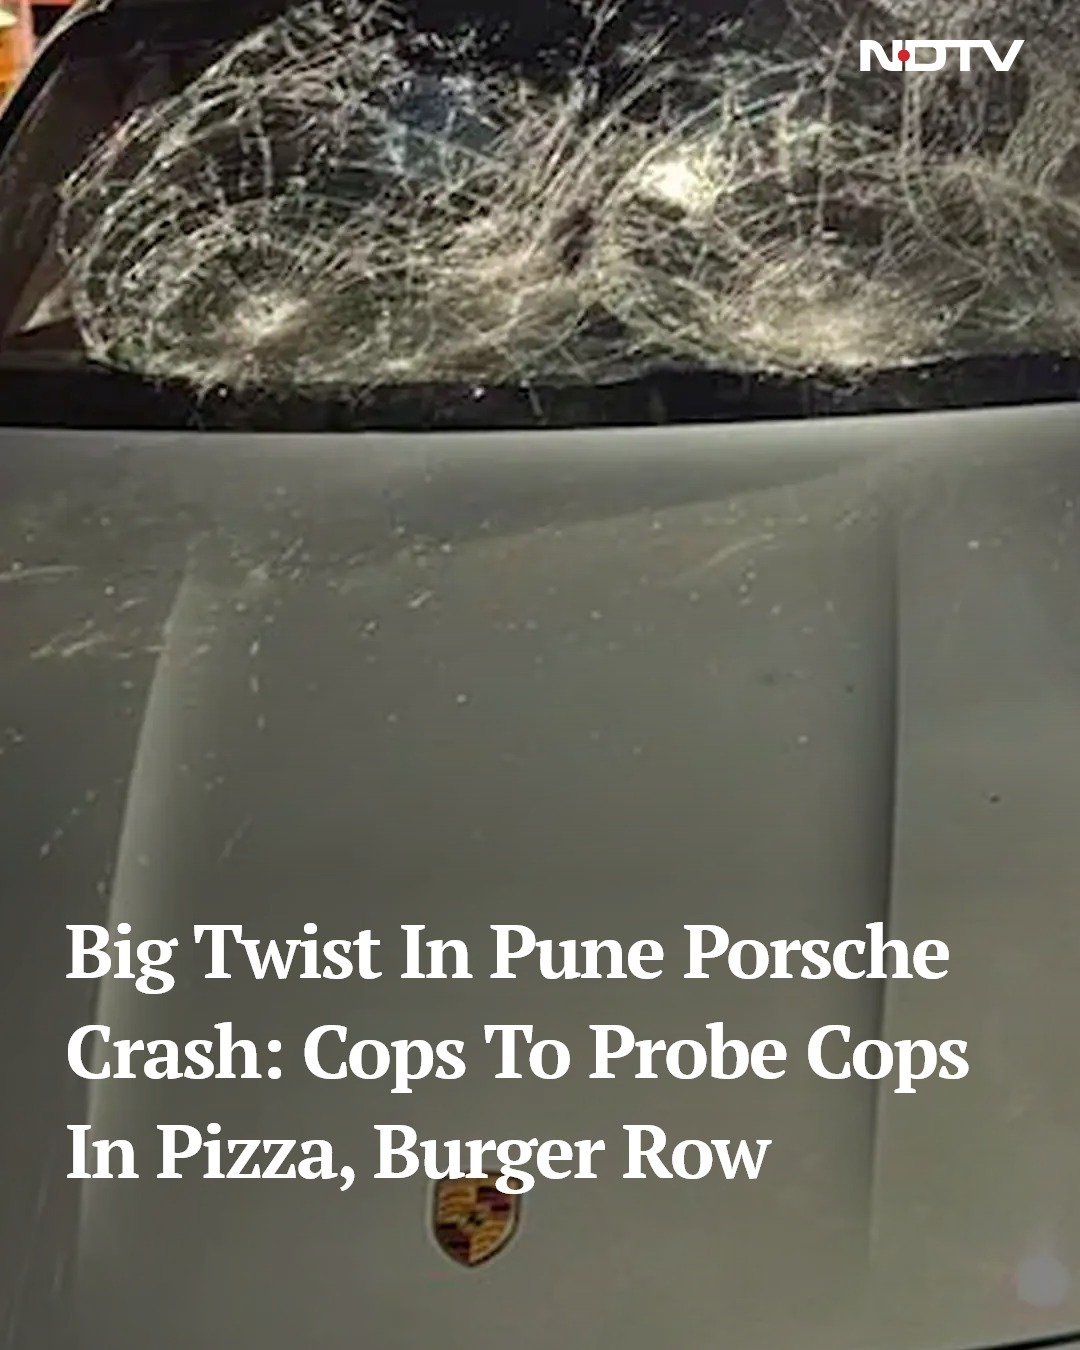 NDTV
Big Twist In Pune Porsche
Crash: Cops To Probe Cops
In Pizza, Burger Row